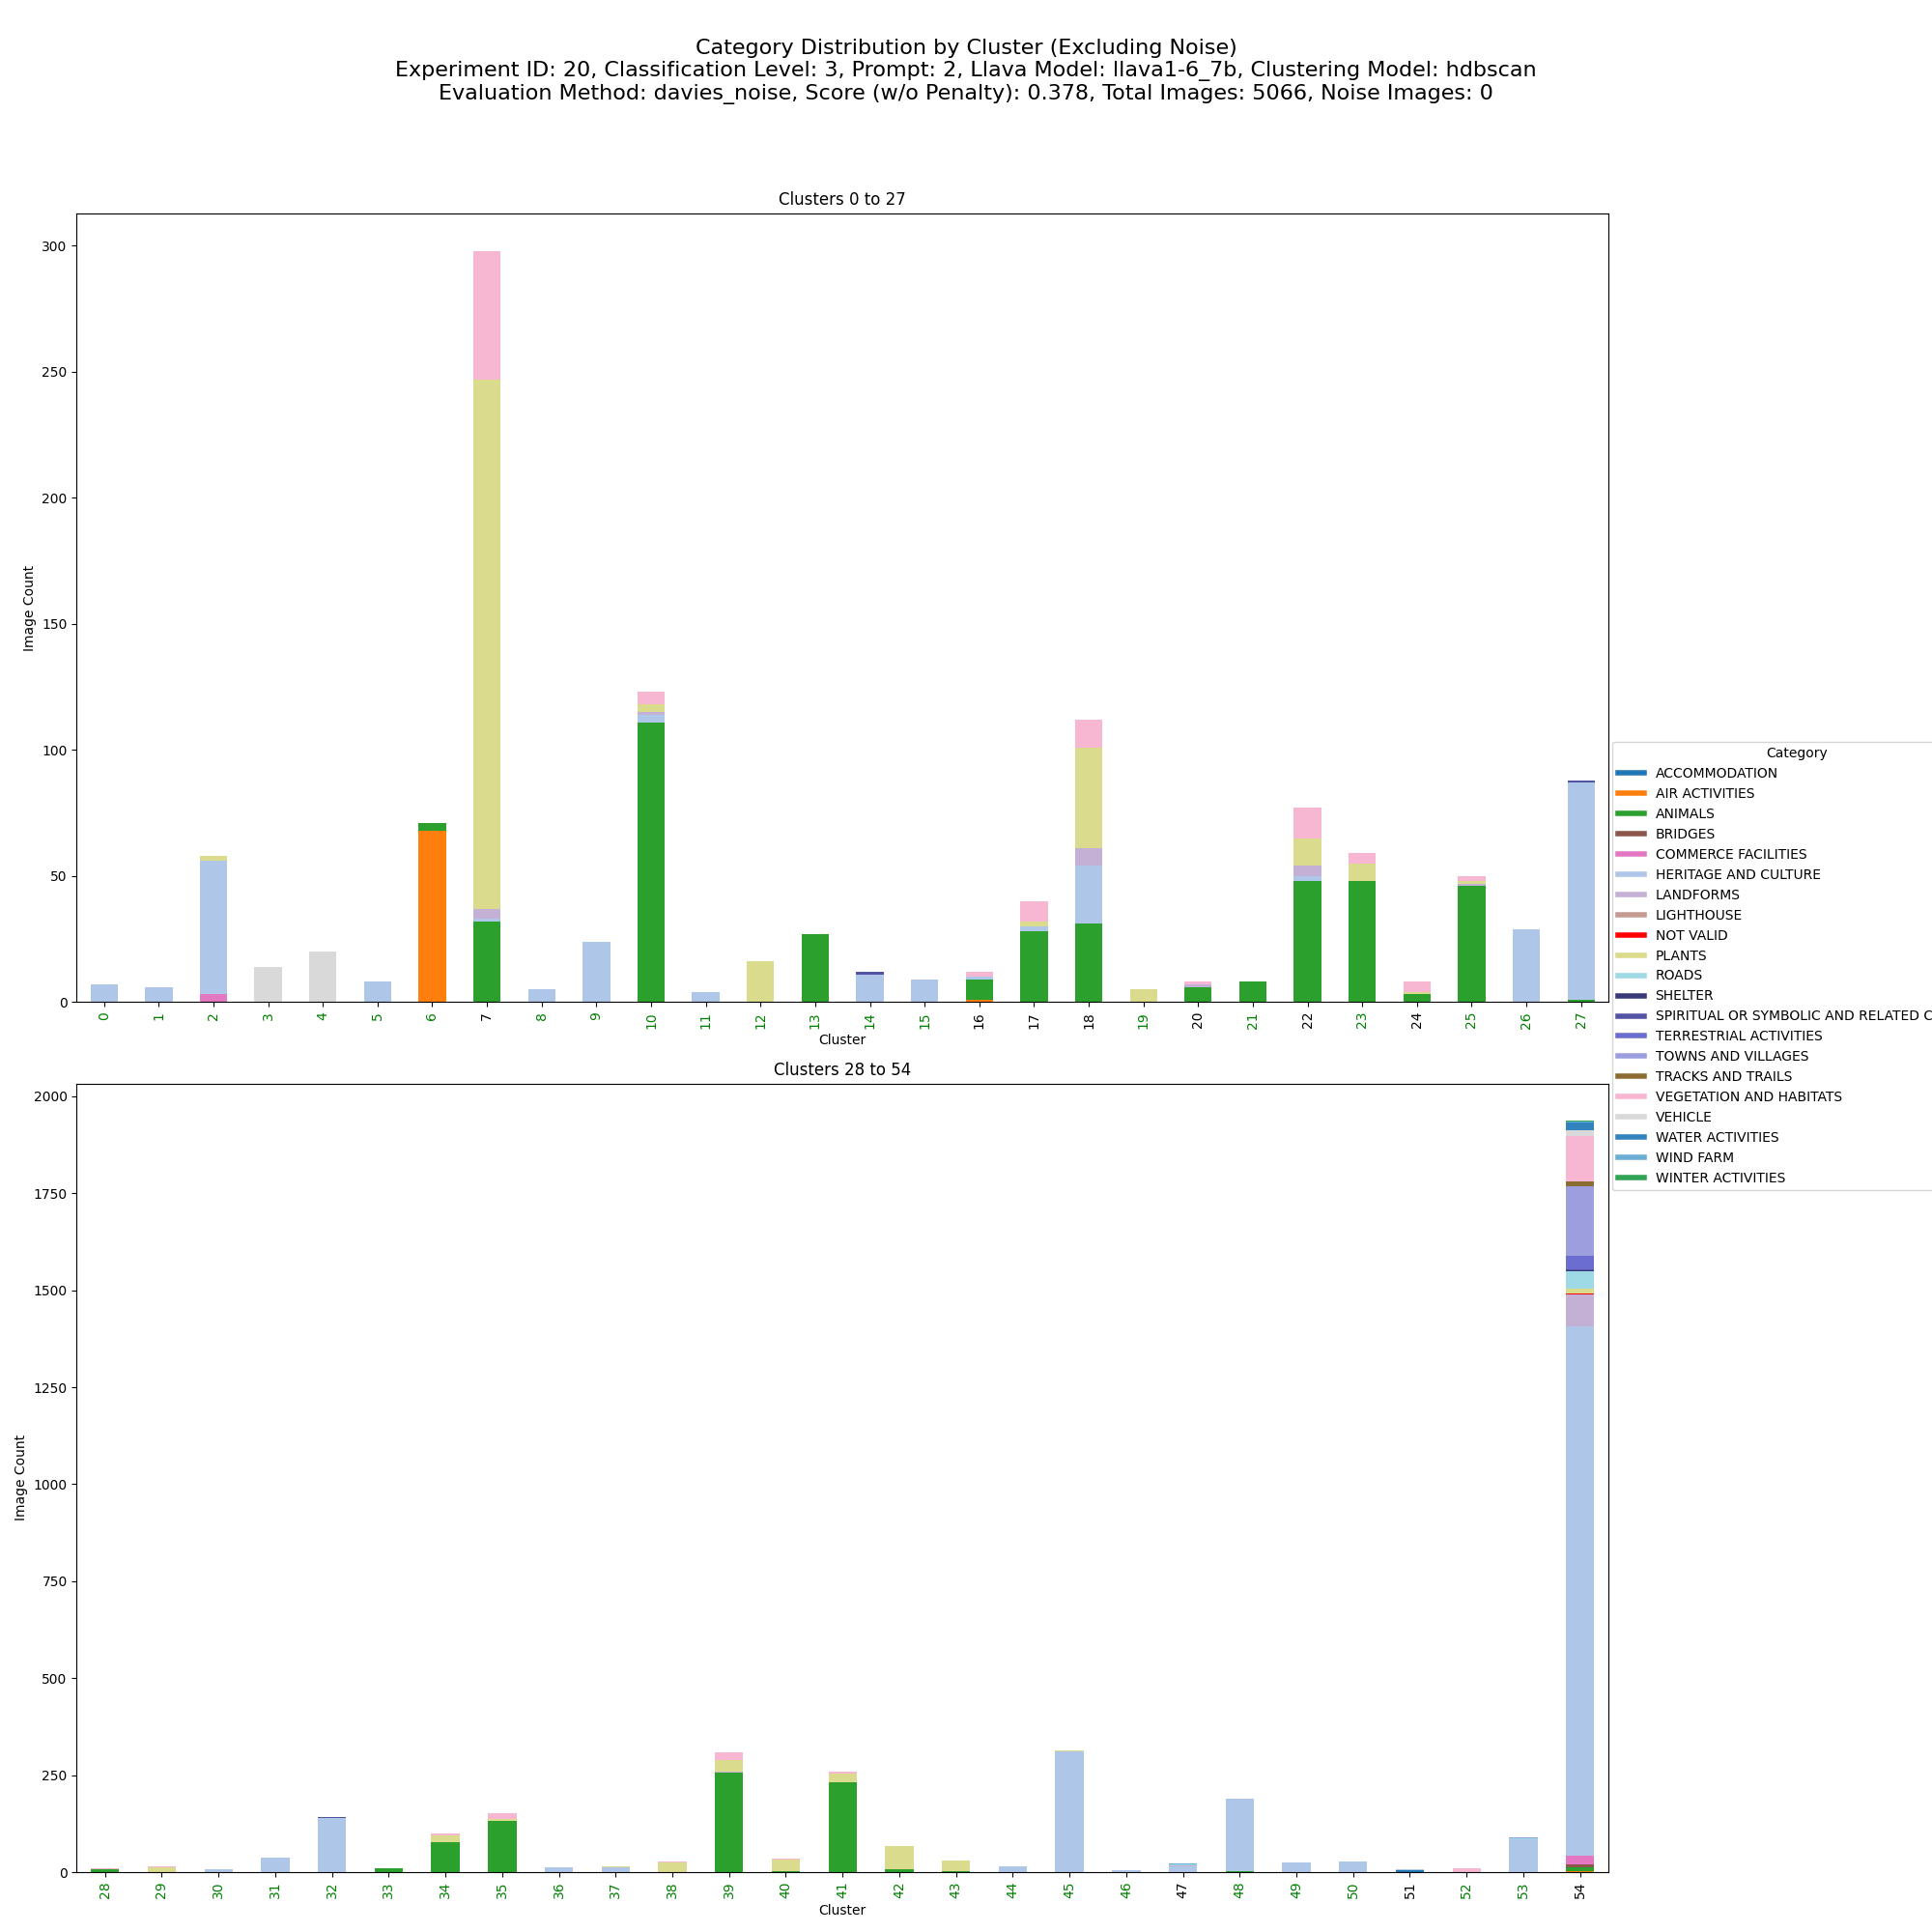 Category Distribution by Cluster (Excluding Noise)
Experiment ID: 20, Classification Level: 3, Prompt: 2, Llava Model: llava1-6_7b, Clustering Model: hdbscan
Evaluation Method: davies_noise, Score (w/o Penalty): 0.378, Total Images: 5066, Noise Images: 0
Clusters 0 to 27
Image Count
300
250
200
150
100
50
0
0 1 2 3 4 5 6 7 8 9 10 11 12 13 14 15 16 17 18 19 20 21 22 23 24 25 26 27
Cluster
Category
ACCOMMODATION
AIR ACTIVITIES
ANIMALS
BRIDGES
COMMERCE FACILITIES
HERITAGE AND CULTURE
LANDFORMS
LIGHTHOUSE
NOT VALID
PLANTS
ROADS
SHELTER
SPIRITUAL OR SYMBOLIC AND RELATED C
TERRESTRIAL ACTIVITIES
TOWNS AND VILLAGES
TRACKS AND TRAILS
VEGETATION AND HABITATS
VEHICLE
WATER ACTIVITIES
WIND FARM
WINTER ACTIVITIES
Clusters 28 to 54
Image Count
2000
1750
1500
1250
1000
750
500
250
0
28 29 30 31 32 33 34 35 36 37 38 39 40 41 42 43 44 45 46 47 48 49 50 51 52 53 54
Cluster